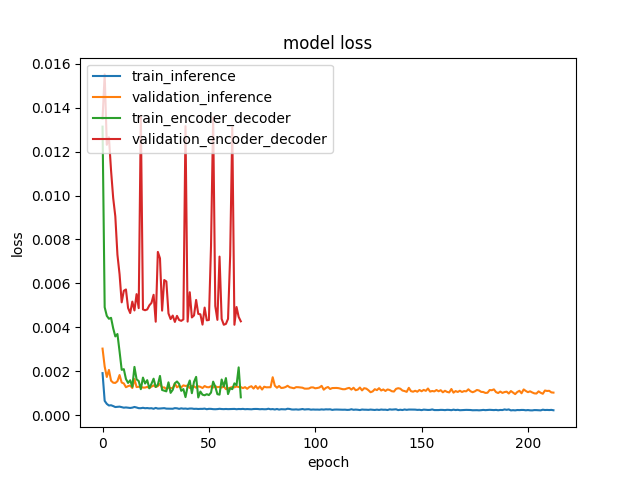 model loss
train_inference
validation_inference
train_encoder_decoder
validation_encoder_decoder
loss
0.016
0.014
0.012
0.010
0.008
0.006
0.004
0.002
0.000
0
50
100
150
200
epoch